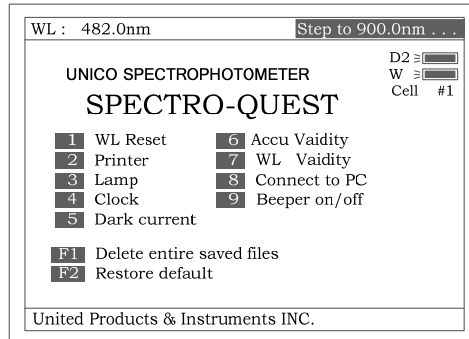 WL : 482.0nm Step to 900.0nm . . .
D2
UNICO SPECTROPHOTOMETER W
Cell #1
SPECTRO-QUEST
1 WL Reset 6 Accu Vaidity
2 Printer 7 WL Vaidity
3 Lamp 8 Connect to PC
4 Clock 9 Beeper on/off
5 Dark current
F1 Delete entire saved files
F2 Restore default
United Products & Instruments INC.